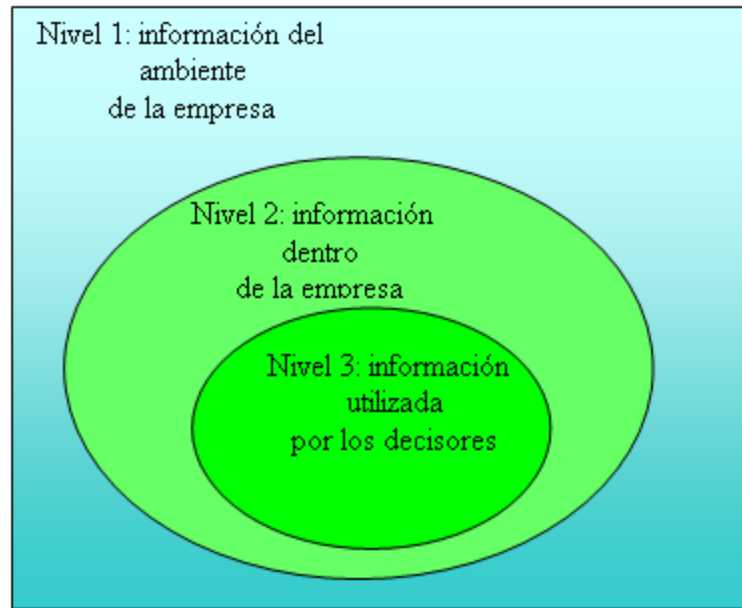 Nivel 1: información del
ambiente
de la empresa
Nivel 2: información
dentro
de la empresa
Nivel 3: información
utilizada
por los decisores